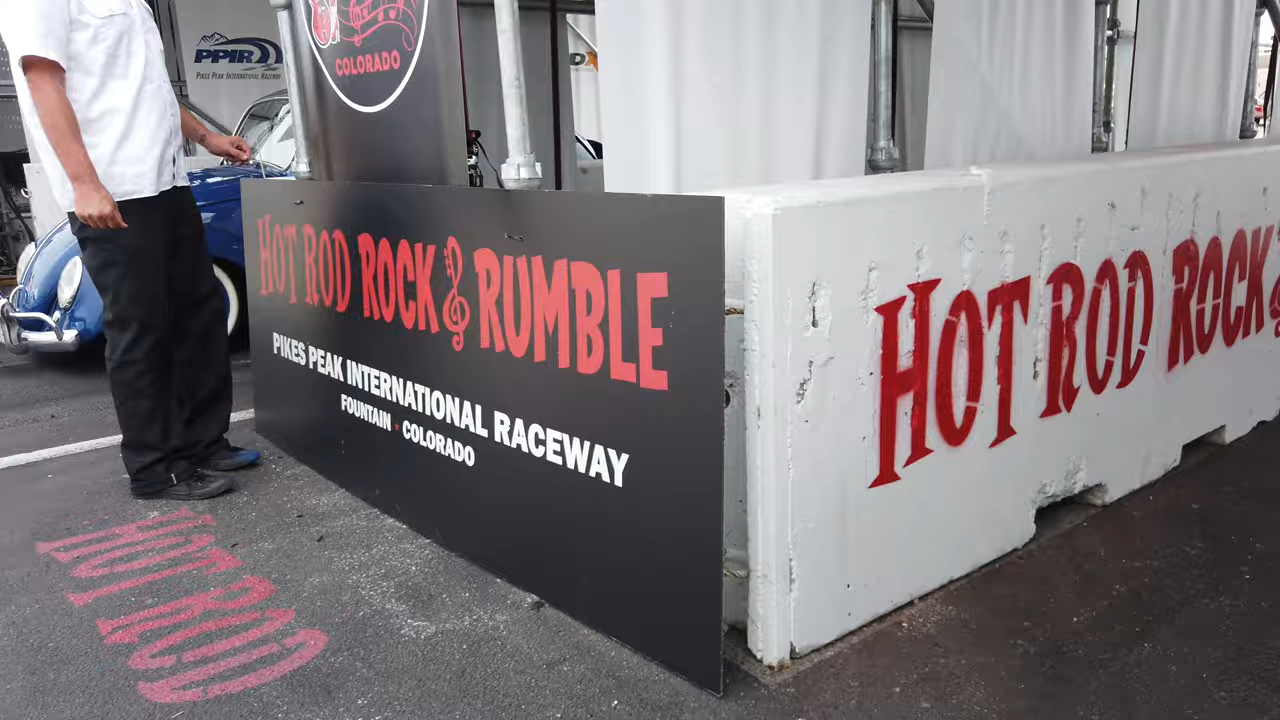 PPIR
PIKES PEAK INTERNATIONAL RACEWAY
COLORADO
HOT ROD ROCK & RUMBLE
PIKES PEAK INTERNATIONAL RACEWAY
FOUNTAIN • COLORADO
HOT ROD ROCK
HOT ROD